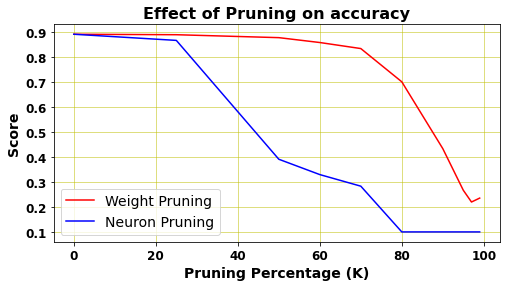 Effect of Pruning on accuracy
Score
0.9
0.8
0.7
0.6
0.5
0.4
0.3
0.2
0.1
Weight Pruning
Neuron Pruning
0 20 40 60 80 100
Pruning Percentage (K)